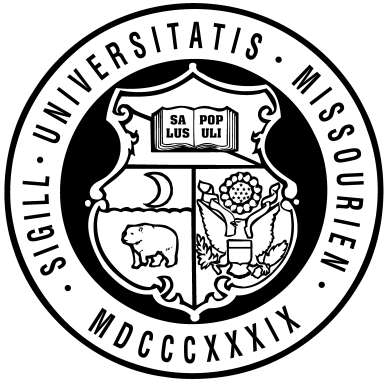 SIGILL · UNIVERSITATIS · MISSOURIEN ·
MDCCCXXXIX
SA POP
LUS ULI